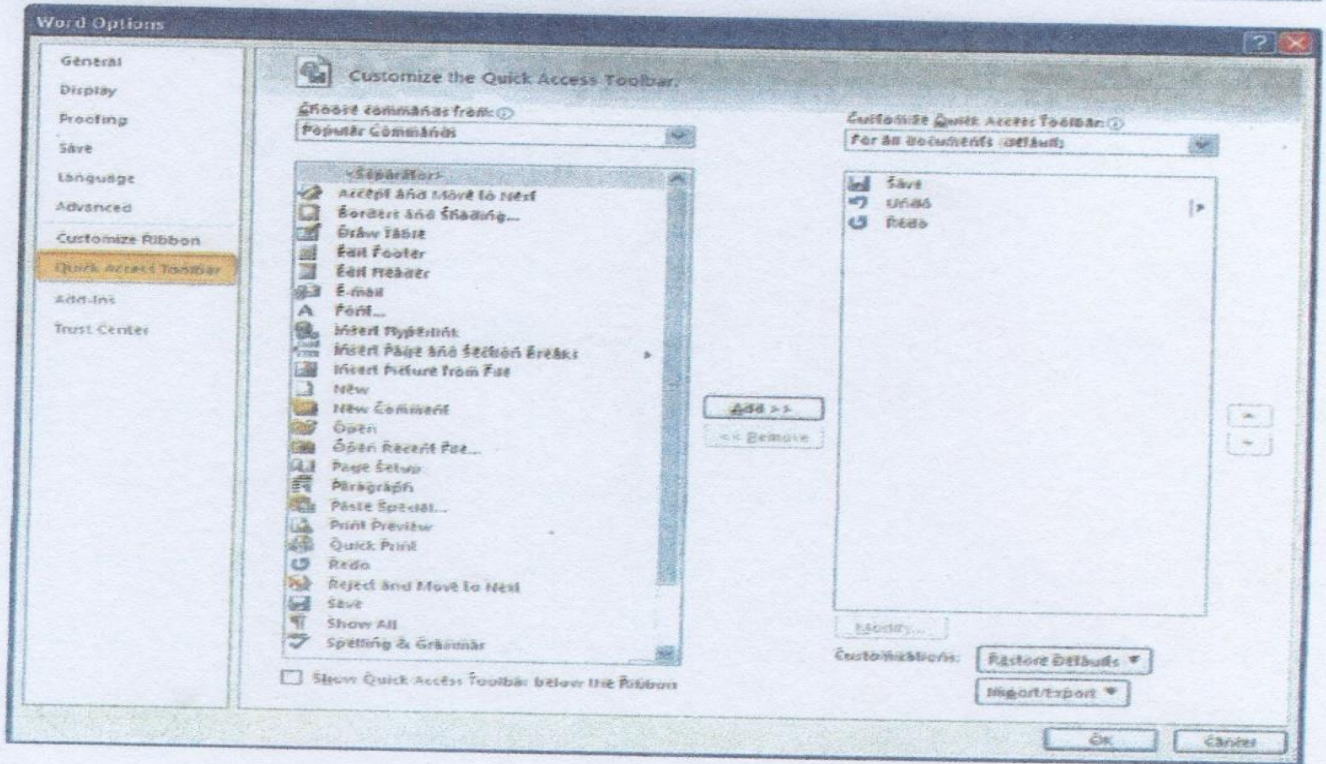 Word Options
General
Display
Proofing
Save
Language
Advanced
Customize Ribbon
Quick Access Toolbar
Add-Ins
Trust Center
Customize the Quick Access Toolbar.
Choose commands from:
Popular Commands
<Separator>
Accept and Move to Next
Borders and Shading...
Draw Table
Edit Footer
Edit Header
E-mail
Font...
Insert Hyperlink
Insert Page and Section Breaks
Insert Picture from File
New
New Comment
Open
Open Recent File...
Page Setup
Paragraph
Paste Special...
Print Preview
Quick Print
Redo
Reject and Move to Next
Save
Show All
Spelling & Grammar
Show Quick Access Toolbar below the Ribbon
Add >>
<< Remove
Customize Quick Access Toolbar:
For all documents (default)
Save
Undo
Redo
Modify...
Customizations:
Restore Defaults
Import/Export
OK
Cancel